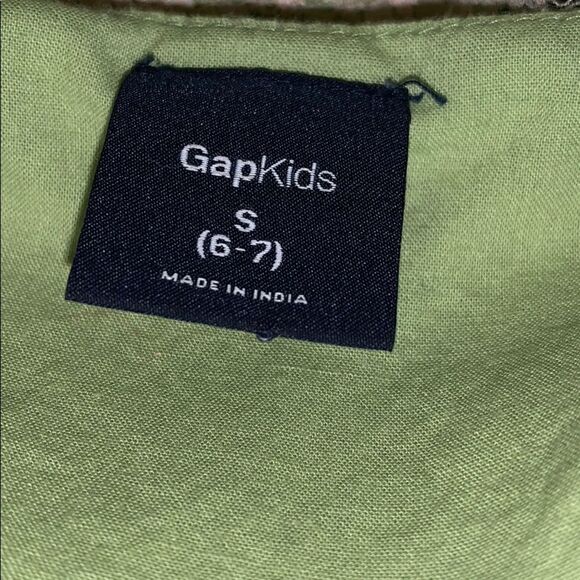 GapKids
S
(6-7)
MADE IN INDIA